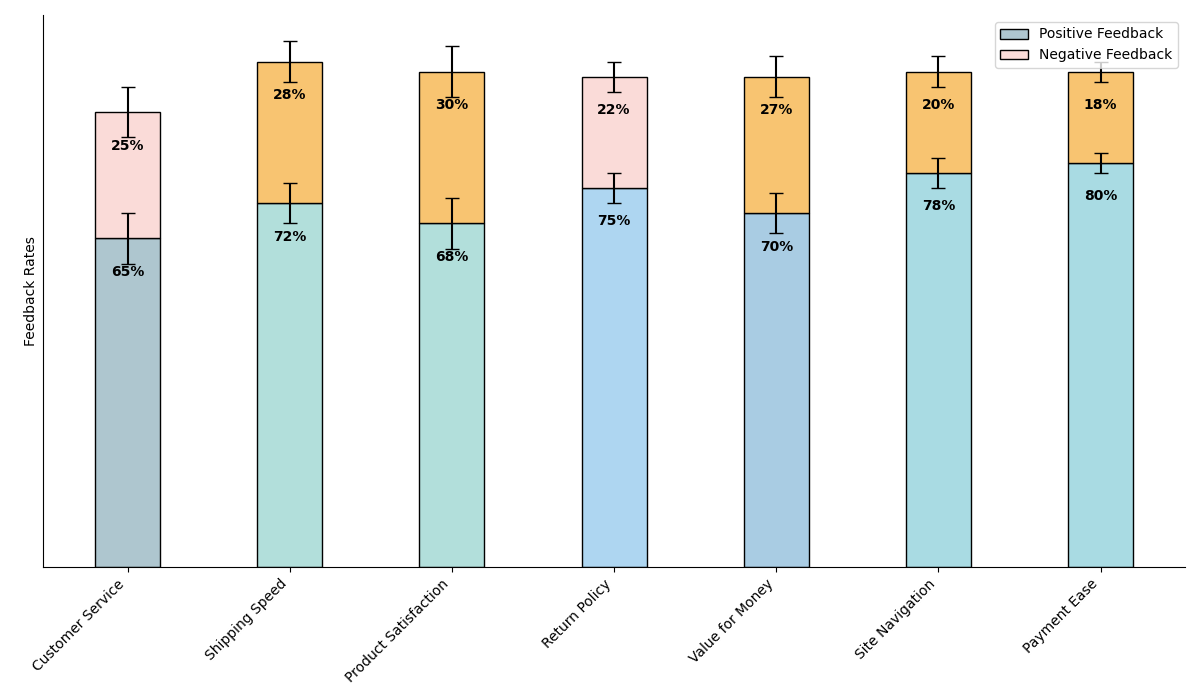 Positive Feedback
Negative Feedback
Feedback Rates
28%
30%
22%
27%
20%
18%
25%
72%
68%
75%
70%
78%
80%
65%
Customer Service
Shipping Speed
Product Satisfaction
Return Policy
Value for Money
Site Navigation
Payment Ease